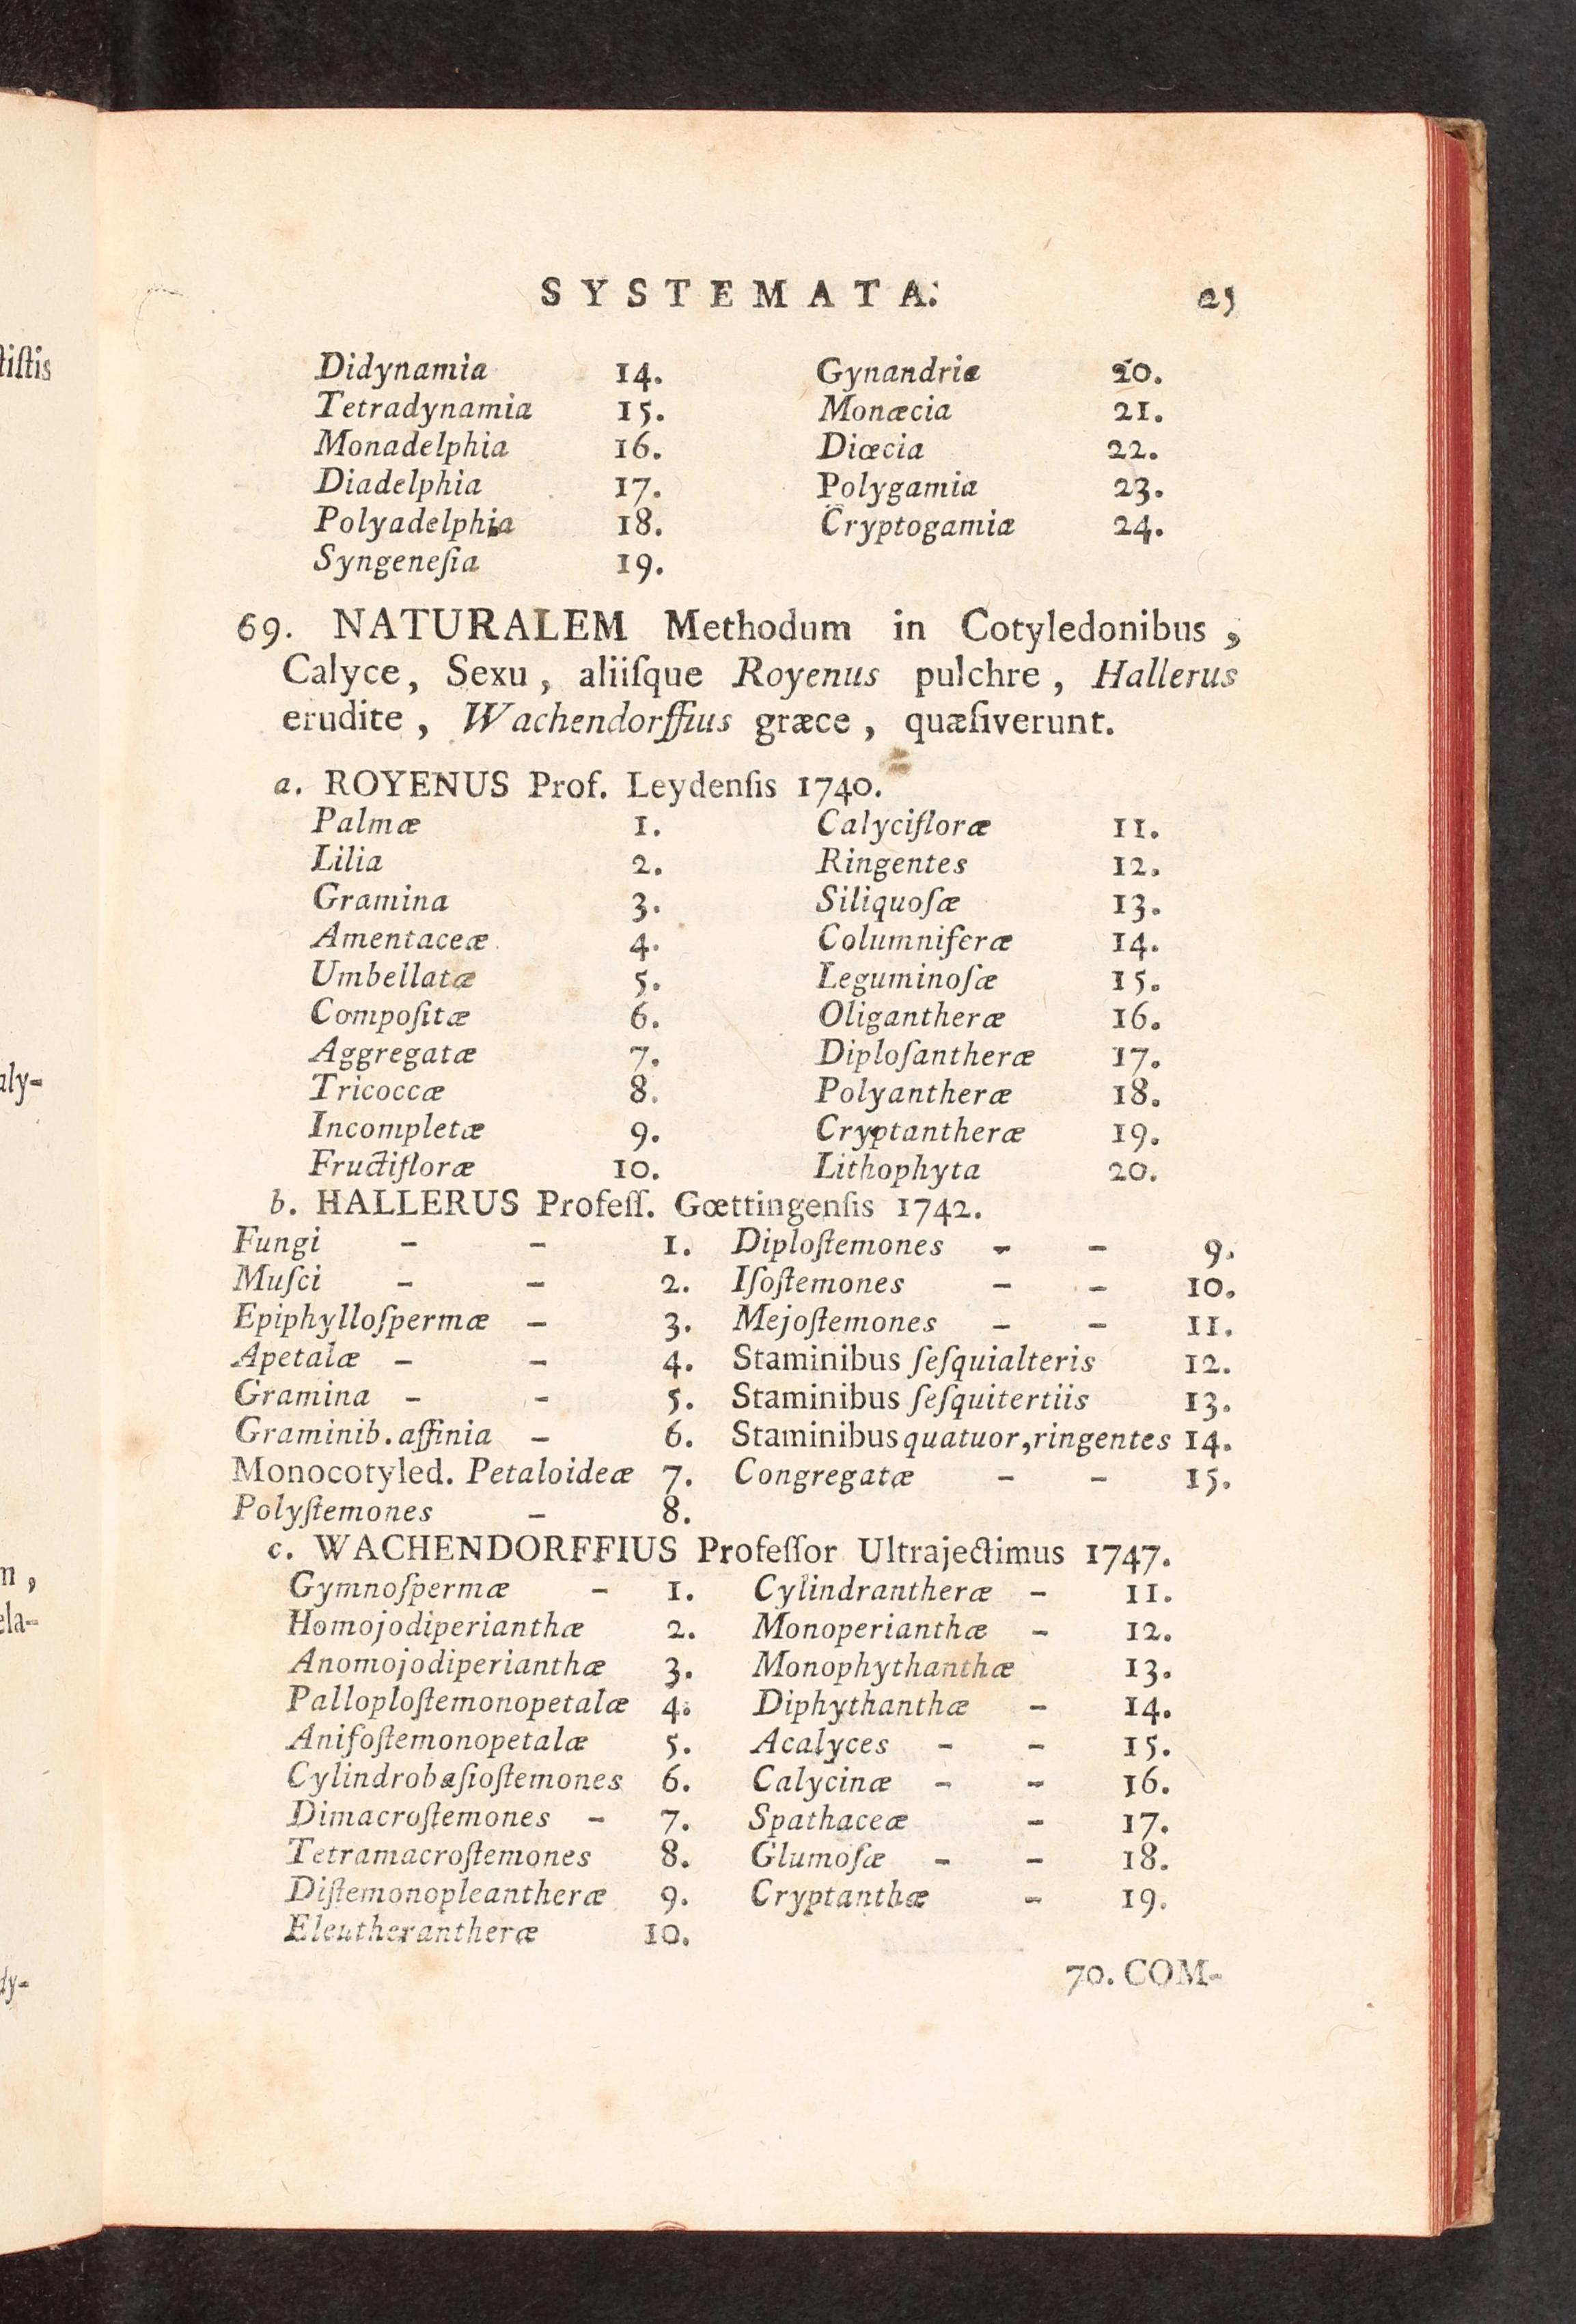 SYSTEMATA. 25
Didynamia 14. Gynandria 20.
Tetradynamia 15. Monœcia 21.
Monadelphia 16. Diœcia 22.
Diadelphia 17. Polygamia 23.
Polyadelphia 18. Cryptogamia 24.
Syngeneſia 19.
69. NATURALEM Methodum in Cotyledonibus,
Calyce, Sexu, aliiſque Royenus pulchre, Hallerus
erudite, Wachendorffius græce, quæſiverunt.
a. ROYENUS Prof. Leydenſis 1740.
Palmæ 1. Calycifloræ 11.
Lilia 2. Ringentes 12.
Gramina 3. Siliquoſæ 13.
Amentaceæ 4. Columniferæ 14.
Umbellatæ 5. Leguminoſæ 15.
Compoſitæ 6. Oligantheræ 16.
Aggregatæ 7. Diploſantheræ 17.
Tricoccæ 8. Polyantheræ 18.
Incompletæ 9. Cryptantheræ 19.
Fructifloræ 10. Lithophyta 20.
b. HALLERUS Profeſſ. Gœttingenſis 1742.
Fungi - - 1. Diploſtemones - - 9.
Muſci - - 2. Iſoſtemones - - 10.
Epiphylloſpermæ - 3. Mejoſtemones - - 11.
Apetalæ - - 4. Staminibus ſeſquialteris 12.
Gramina - - 5. Staminibus ſeſquitertiis 13.
Graminib. affinia - 6. Staminibus quatuor, ringentes 14.
Monocotyled. Petaloideæ 7. Congregatæ - - 15.
Polyſtemones - 8.
c. WACHENDORFFIUS Profeſſor Ultrajectimus 1747.
Gymnoſpermæ - 1. Cylindrantheræ - 11.
Homojodiperianthæ 2. Monoperianthæ - 12.
Anomojodiperianthæ 3. Monophythanthæ 13.
Palloploſtemonopetalæ 4. Diphythanthæ - 14.
Anifoſtemonopetalæ 5. Acalyces - - 15.
Cylindrobaſioſtemones 6. Calycinæ - - 16.
Dimacroſtemones - 7. Spathaceæ - 17.
Tetramacroſtemones 8. Glumoſæ - - 18.
Diſtemonopleantheræ 9. Cryptanthæ - 19.
Eleutherantheræ 10.
70. COM-
tiſtis
aly-
m,
ela-
dy-